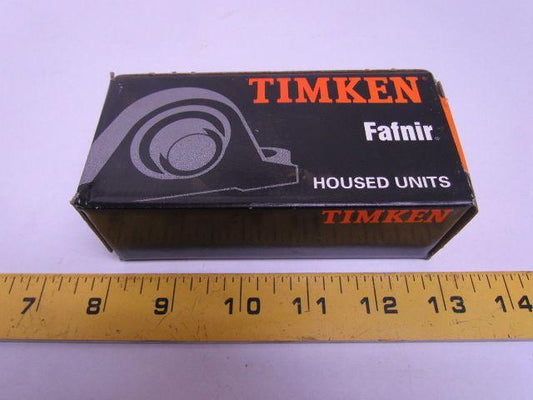 TIMKEN
Fafnir
HOUSED UNITS
TIMKEN
7 8 9 10 11 12 13 14